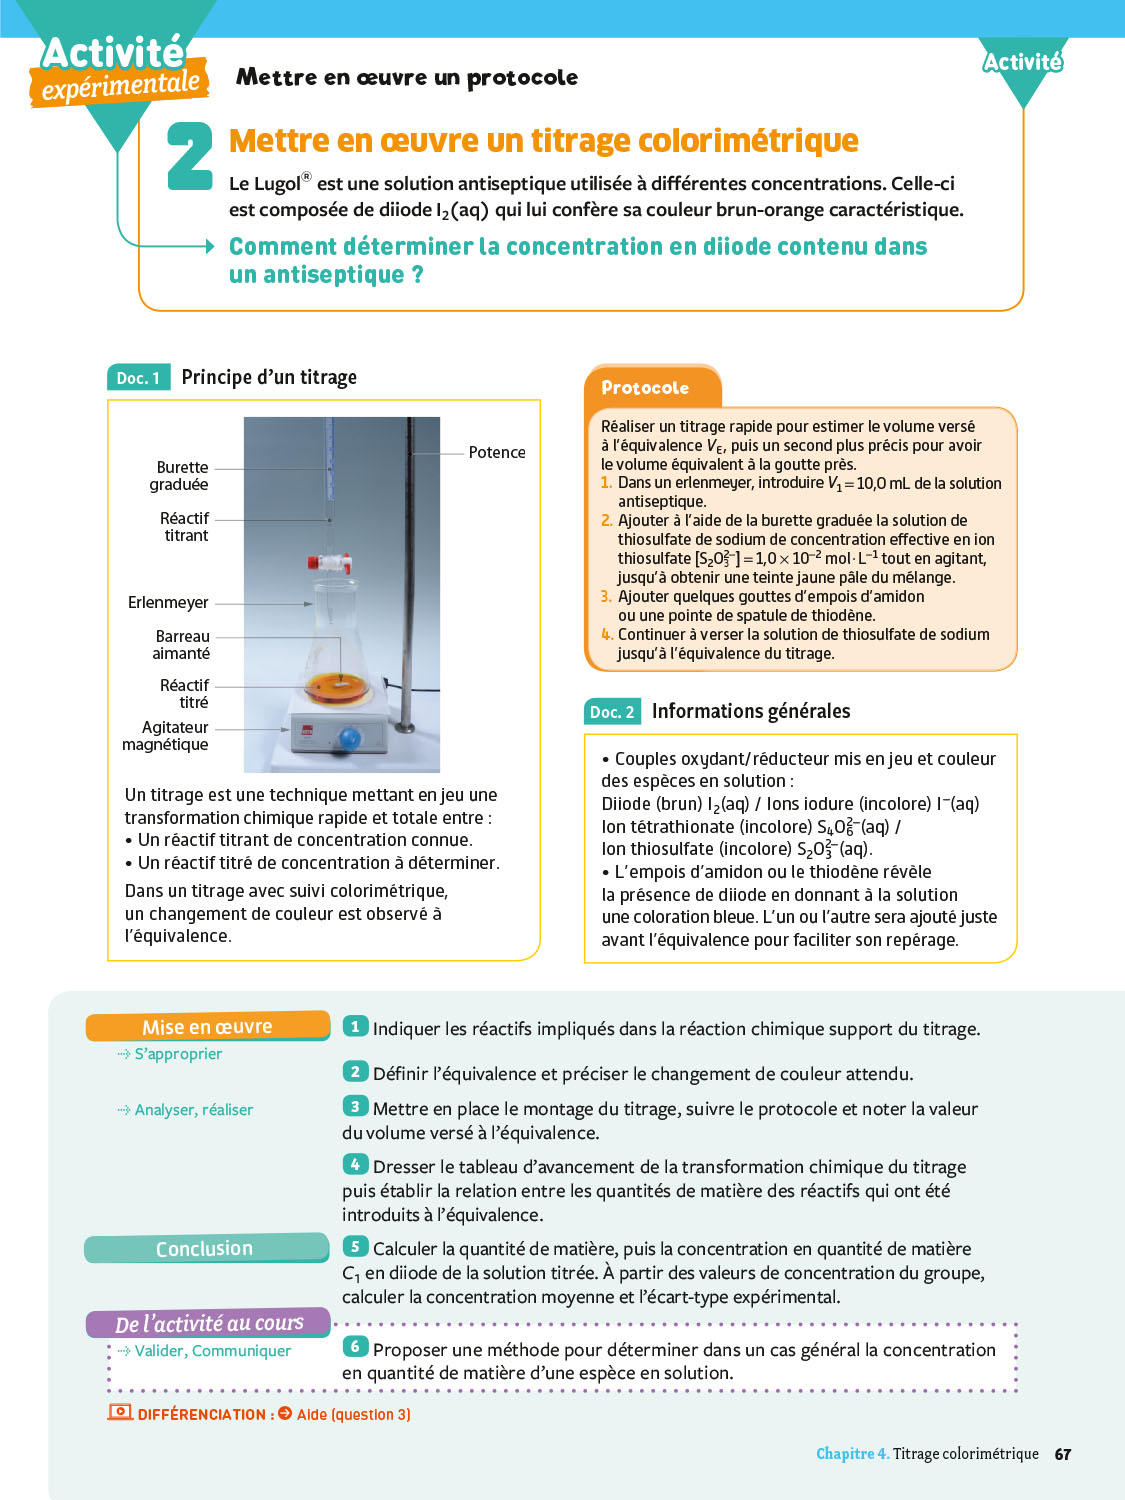 Activité
expérimentale
Mettre en œuvre un protocole
Activité
2 Mettre en œuvre un titrage colorimétrique
Le Lugol® est une solution antiseptique utilisée à différentes concentrations. Celle-ci
est composée de diiode I₂(aq) qui lui confère sa couleur brun-orange caractéristique.
Comment déterminer la concentration en diiode contenu dans
un antiseptique ?
Doc. 1 Principe d’un titrage
Potence
Burette
graduée
Réactif
titrant
Erlenmeyer
Barreau
aimanté
Réactif
titré
Agitateur
magnétique
Un titrage est une technique mettant en jeu une
transformation chimique rapide et totale entre :
• Un réactif titrant de concentration connue.
• Un réactif titré de concentration à déterminer.
Dans un titrage avec suivi colorimétrique,
un changement de couleur est observé à
l’équivalence.
Protocole
Réaliser un titrage rapide pour estimer le volume versé
à l’équivalence V_E, puis un second plus précis pour avoir
le volume équivalent à la goutte près.
1. Dans un erlenmeyer, introduire V₁ = 10,0 mL de la solution
antiseptique.
2. Ajouter à l’aide de la burette graduée la solution de
thiosulfate de sodium de concentration effective en ion
thiosulfate [S₂O₃²⁻] = 1,0 × 10⁻² mol·L⁻¹ tout en agitant,
jusqu’à obtenir une teinte jaune pâle du mélange.
3. Ajouter quelques gouttes d’empois d’amidon
ou une pointe de spatule de thiodène.
4. Continuer à verser la solution de thiosulfate de sodium
jusqu’à l’équivalence du titrage.
Doc. 2 Informations générales
• Couples oxydant/réducteur mis en jeu et couleur
des espèces en solution :
Diiode (brun) I₂(aq) / Ions iodure (incolore) I⁻(aq)
Ion tétrathionate (incolore) S₄O₆²⁻(aq) /
Ion thiosulfate (incolore) S₂O₃²⁻(aq).
• L’empois d’amidon ou le thiodène révèle
la présence de diiode en donnant à la solution
une coloration bleue. L’un ou l’autre sera ajouté juste
avant l’équivalence pour faciliter son repérage.
Mise en œuvre
S’approprier
1 Indiquer les réactifs impliqués dans la réaction chimique support du titrage.
2 Définir l’équivalence et préciser le changement de couleur attendu.
Analyser, réaliser
3 Mettre en place le montage du titrage, suivre le protocole et noter la valeur
du volume versé à l’équivalence.
4 Dresser le tableau d’avancement de la transformation chimique du titrage
puis établir la relation entre les quantités de matière des réactifs qui ont été
introduits à l’équivalence.
Conclusion
5 Calculer la quantité de matière, puis la concentration en quantité de matière
C₁ en diiode de la solution titrée. À partir des valeurs de concentration du groupe,
calculer la concentration moyenne et l’écart-type expérimental.
De l’activité au cours
Valider, Communiquer
6 Proposer une méthode pour déterminer dans un cas général la concentration
en quantité de matière d’une espèce en solution.
DIFFÉRENCIATION : Aide (question 3)
Chapitre 4. Titrage colorimétrique 67